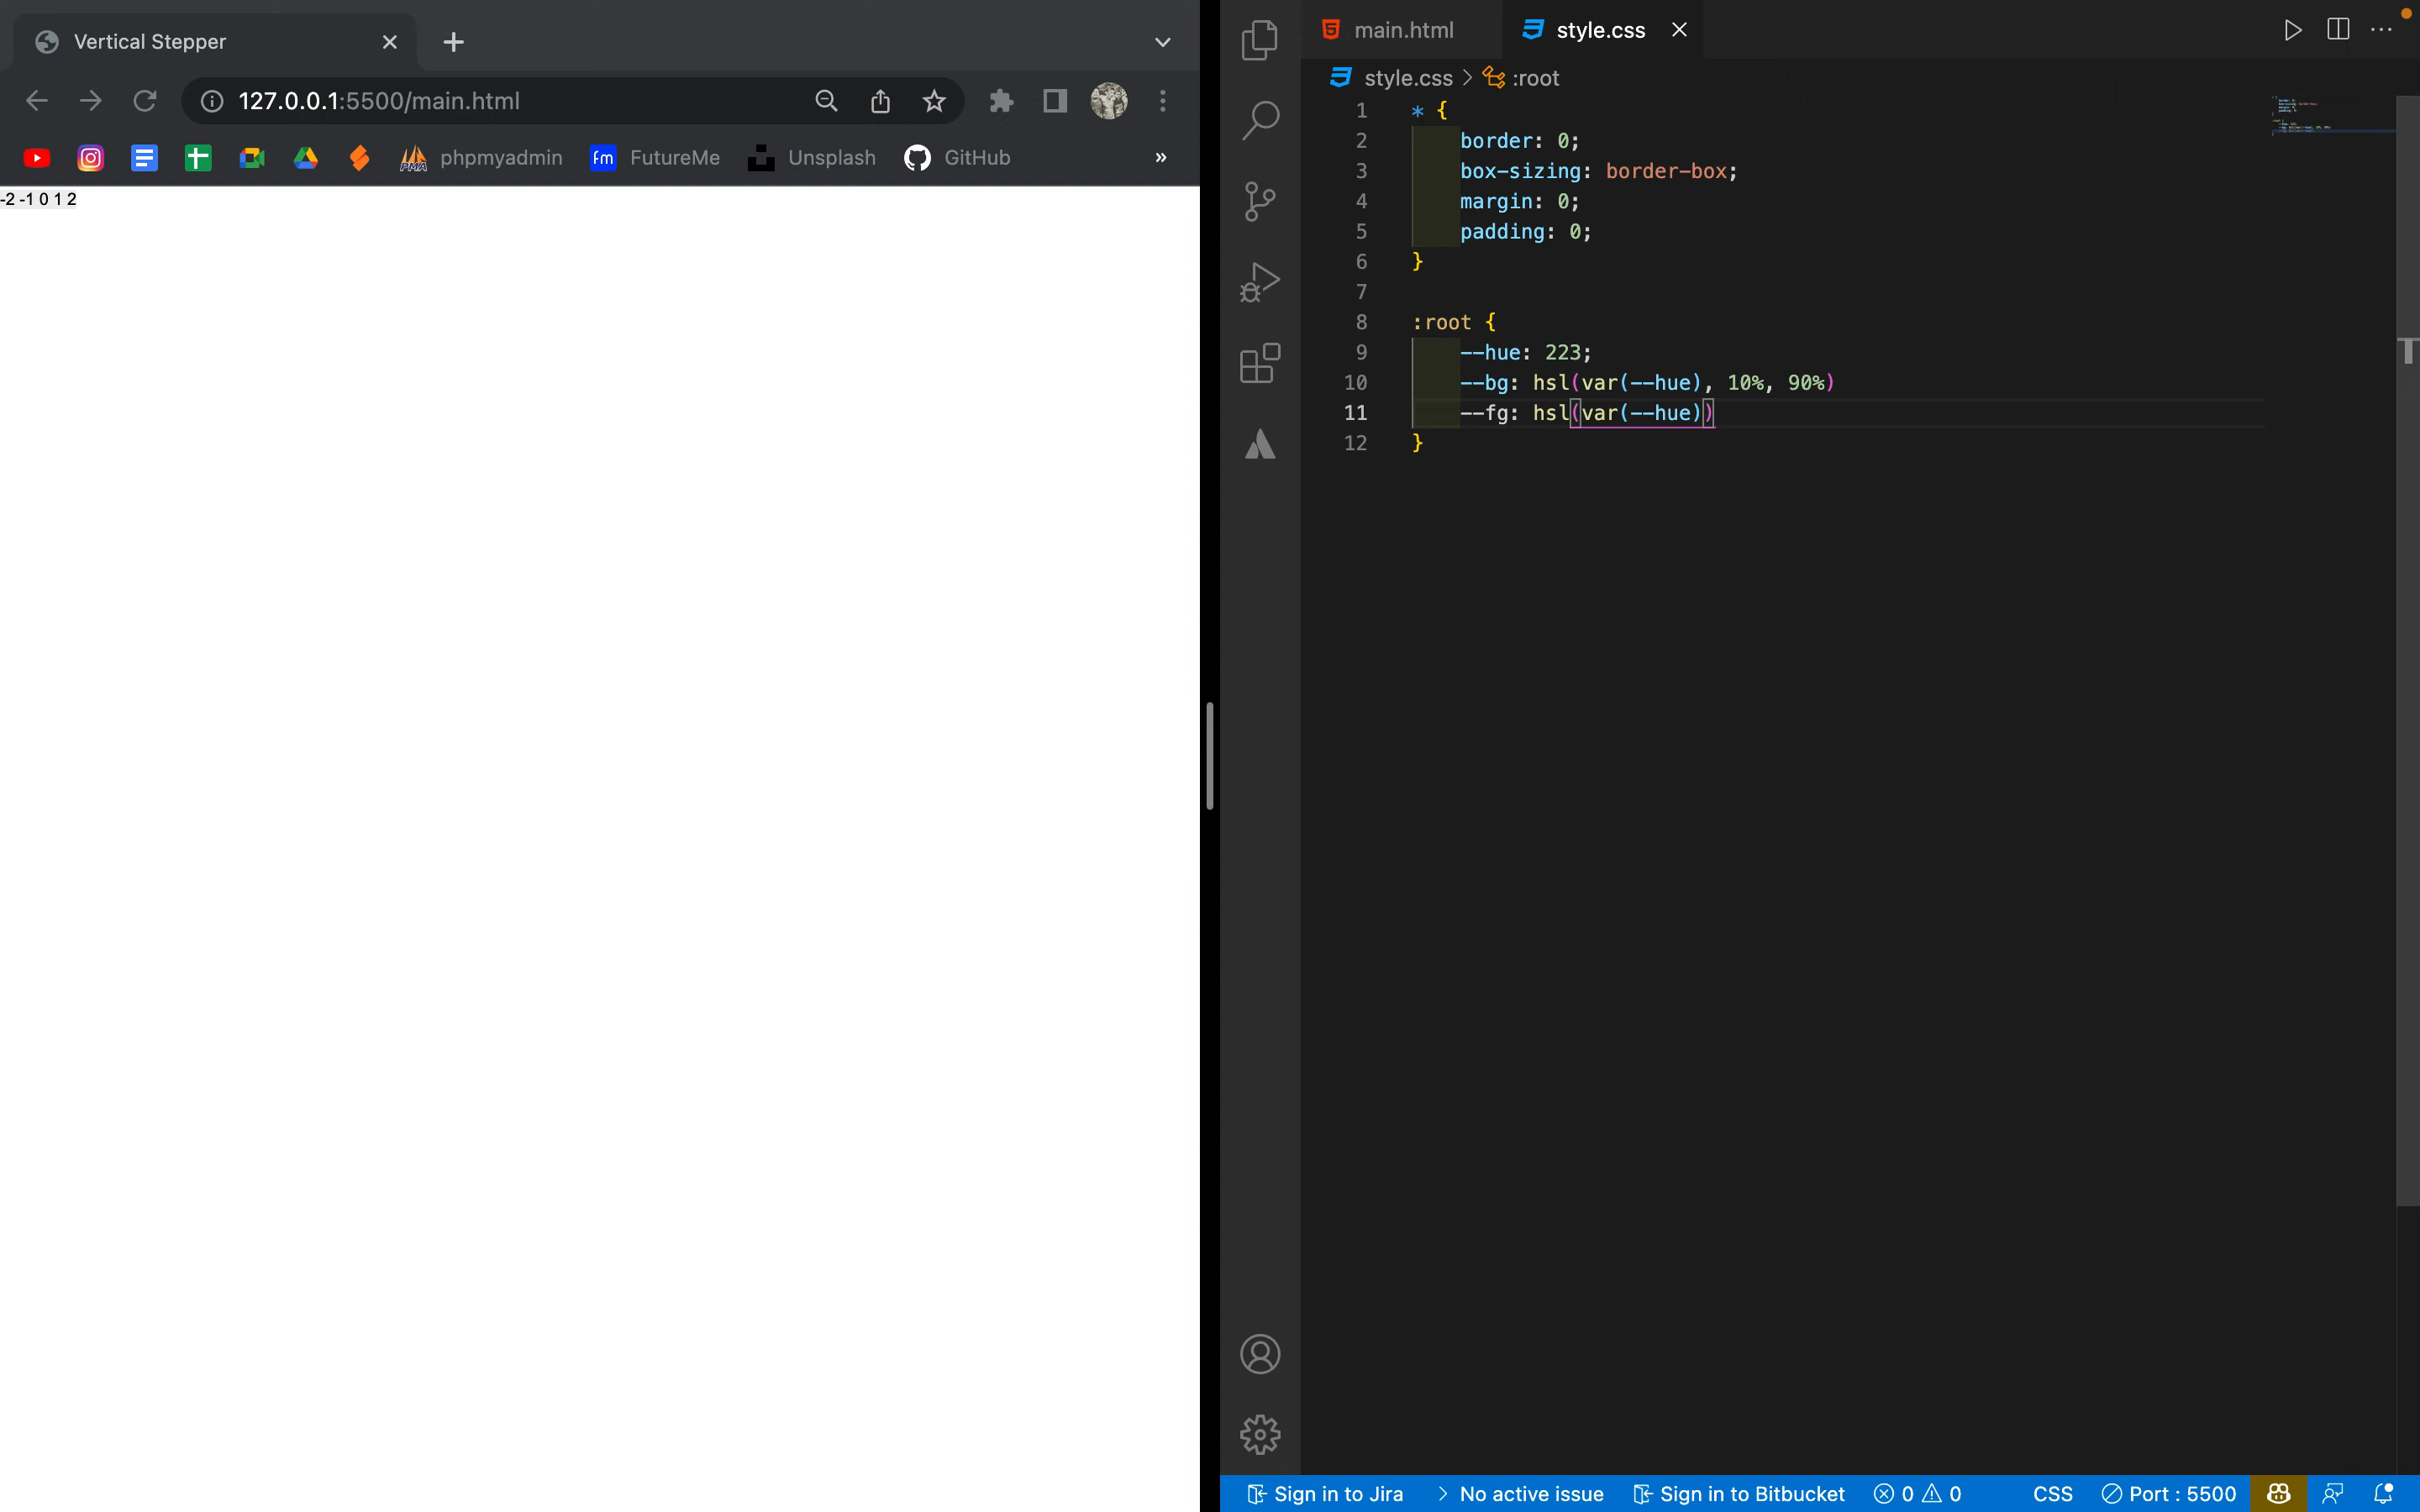 Vertical Stepper
127.0.0.1:5500/main.html
PMA phpmyadmin fm FutureMe Unsplash GitHub »
-2 -1 0 1 2
main.html style.css
style.css > :root
1 * {
2 border: 0;
3 box-sizing: border-box;
4 margin: 0;
5 padding: 0;
6 }
7
8 :root {
9 --hue: 223;
10 --bg: hsl(var(--hue), 10%, 90%)
11 --fg: hsl(var(--hue))
12 }
Sign in to Jira > No active issue Sign in to Bitbucket 0 0 CSS Port : 5500